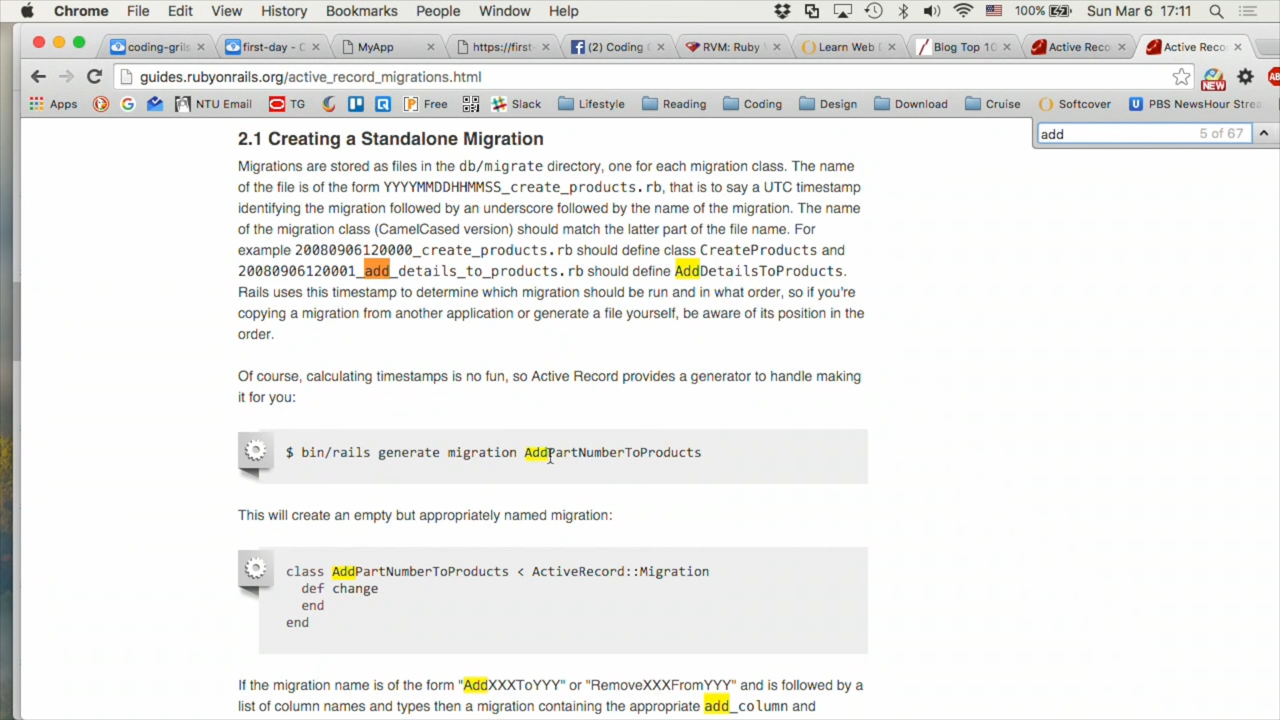 Chrome File Edit View History Bookmarks People Window Help 100% Sun Mar 6 17:11
coding-grils × first-day - C × MyApp × https://first- × (2) Coding × RVM: Ruby × Learn Web × Blog Top 10 × Active Reco × Active Reco ×
guides.rubyonrails.org/active_record_migrations.html NEW
Apps NTU Email TG Free Slack Lifestyle Reading Coding Design Download Cruise Softcover PBS NewsHour Strea
add 5 of 67
2.1 Creating a Standalone Migration
Migrations are stored as files in the db/migrate directory, one for each migration class. The name
of the file is of the form YYYYMMDDHHMMSS_create_products.rb, that is to say a UTC timestamp
identifying the migration followed by an underscore followed by the name of the migration. The name
of the migration class (CamelCased version) should match the latter part of the file name. For
example 20080906120000_create_products.rb should define class CreateProducts and
20080906120001_add_details_to_products.rb should define AddDetailsToProducts.
Rails uses this timestamp to determine which migration should be run and in what order, so if you're
copying a migration from another application or generate a file yourself, be aware of its position in the
order.
Of course, calculating timestamps is no fun, so Active Record provides a generator to handle making
it for you:
$ bin/rails generate migration AddPartNumberToProducts
This will create an empty but appropriately named migration:
class AddPartNumberToProducts < ActiveRecord::Migration
def change
end
end
If the migration name is of the form "AddXXXToYYY" or "RemoveXXXFromYYY" and is followed by a
list of column names and types then a migration containing the appropriate add_column and